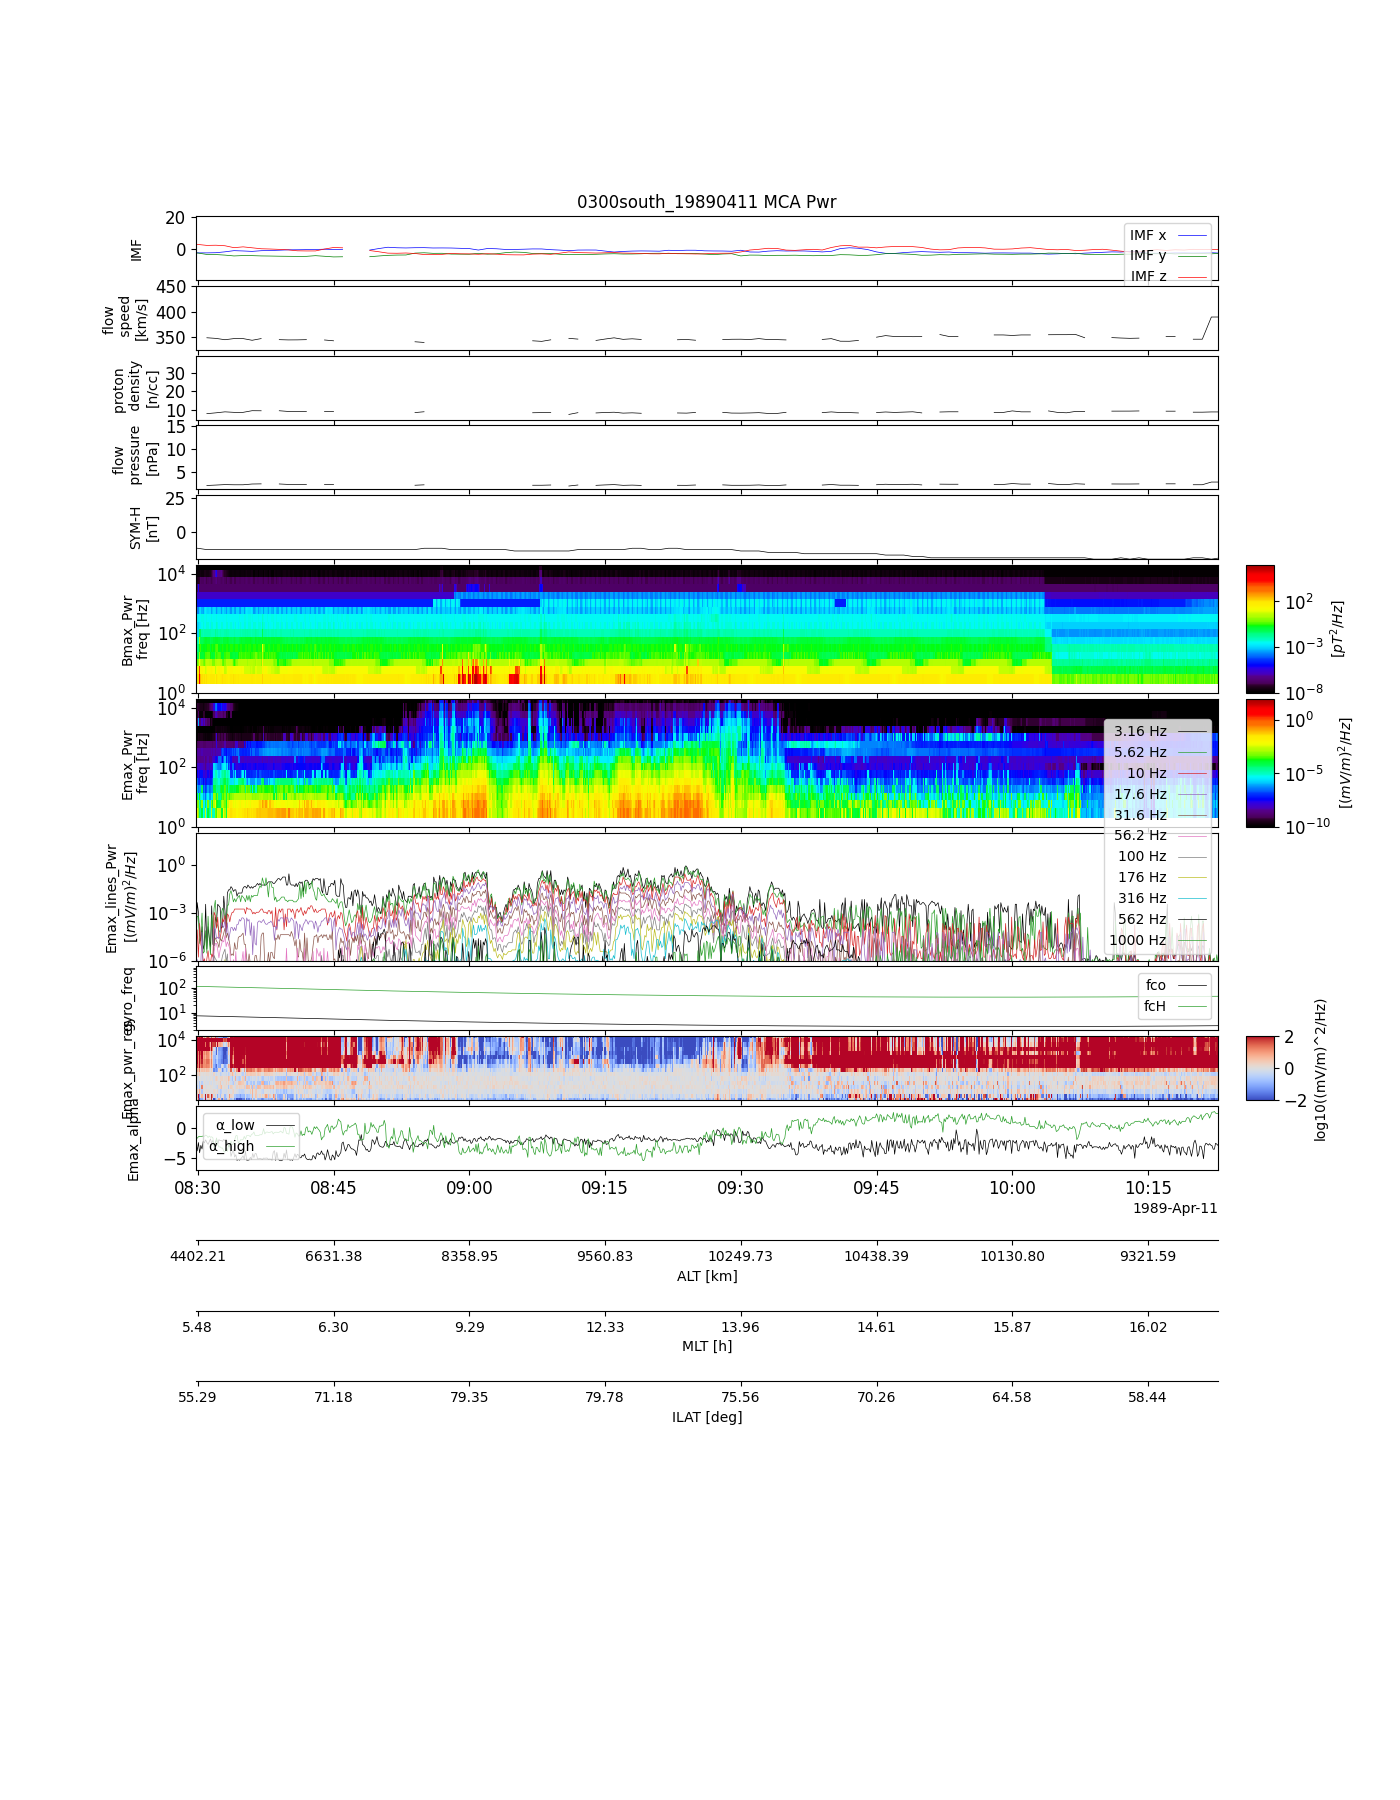 0300south_19890411 MCA Pwr
20
0
IMF
IMF x
IMF y
IMF z
450
400
350
flow
speed
[km/s]
30
20
10
proton
density
[n/cc]
15
10
5
flow
pressure
[nPa]
25
0
SYM-H
[nT]
10^4
10^2
10^0
Bmax_Pwr
freq [Hz]
10^2
10^-3
10^-8
[pT^2/Hz]
10^4
10^2
10^0
Emax_Pwr
freq [Hz]
10^0
10^-5
10^-10
[(mV/m)^2/Hz]
3.16 Hz
5.62 Hz
10 Hz
17.6 Hz
31.6 Hz
56.2 Hz
100 Hz
176 Hz
316 Hz
562 Hz
1000 Hz
10^0
10^-3
10^-6
Emax_lines_Pwr
[(mV/m)^2/Hz]
10^2
10^1
gyro_freq
fco
fcH
10^4
10^2
Emax_pwr_reg
2
0
−2
log10((mV/m)^2/Hz)
0
−5
Emax_alpha
α_low
α_high
08:30 08:45 09:00 09:15 09:30 09:45 10:00 10:15
1989-Apr-11
4402.21 6631.38 8358.95 9560.83 10249.73 10438.39 10130.80 9321.59
ALT [km]
5.48 6.30 9.29 12.33 13.96 14.61 15.87 16.02
MLT [h]
55.29 71.18 79.35 79.78 75.56 70.26 64.58 58.44
ILAT [deg]